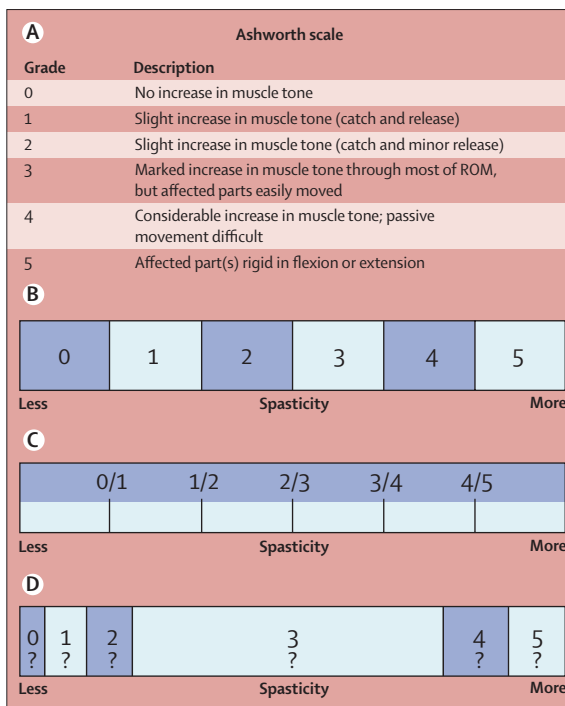 A
Ashworth scale
Grade Description
0 No increase in muscle tone
1 Slight increase in muscle tone (catch and release)
2 Slight increase in muscle tone (catch and minor release)
3 Marked increase in muscle tone through most of ROM,
but affected parts easily moved
4 Considerable increase in muscle tone; passive
movement difficult
5 Affected part(s) rigid in flexion or extension
B
0 1 2 3 4 5
Less Spasticity More
C
0/1 1/2 2/3 3/4 4/5
Less Spasticity More
D
0 1 2 3 4 5
? ? ? ? ? ?
Less Spasticity More